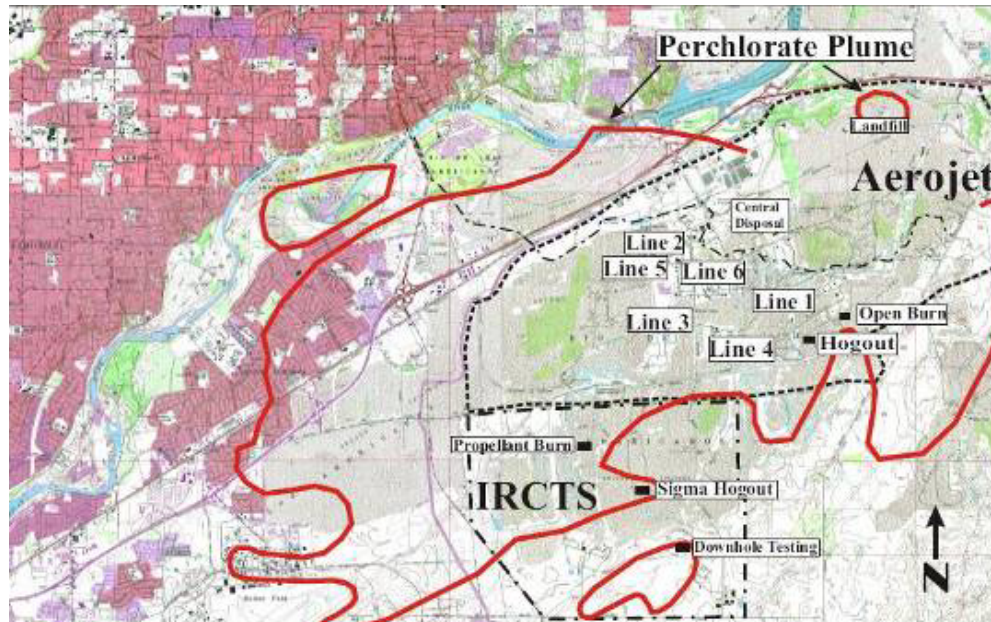 Perchlorate Plume
Landfill
Aerojet
Central
Disposal
Line 2
Line 5
Line 6
Line 1
Open Burn
Line 3
Line 4
Hogout
Propellant Burn
IRCTS
Sigma Hogout
Downhole Testing
N